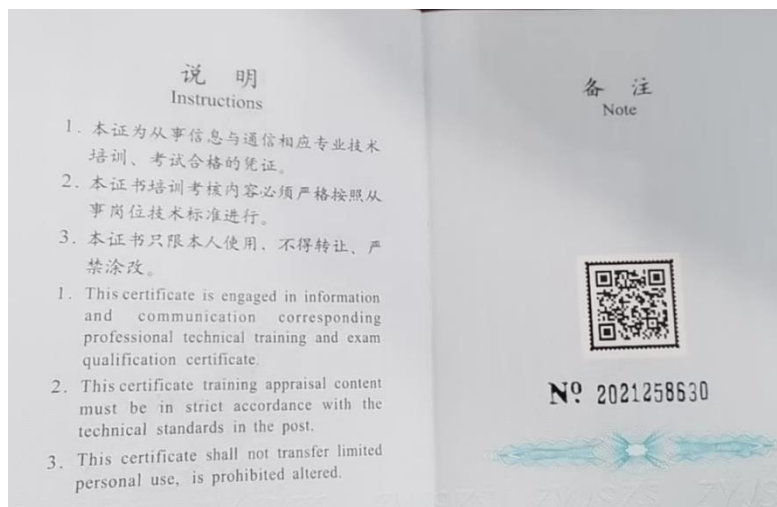 说 明
Instructions
1. 本证为从事信息与通信相应专业技术
培训、考试合格的凭证。
2. 本证书培训考核内容必须严格按照从
事岗位技术标准进行。
3. 本证书只限本人使用，不得转让、严
禁涂改。
1. This certificate is engaged in information
and communication corresponding
professional technical training and exam
qualification certificate.
2. This certificate training appraisal content
must be in strict accordance with the
technical standards in the post.
3. This certificate shall not transfer limited
personal use, is prohibited altered.
备 注
Note
Nº 2021258630